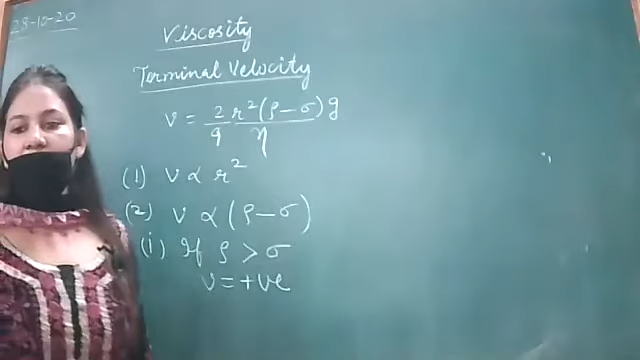 28-10-20
Viscosity
Terminal Velocity
v = 2/9 r²(ρ-σ)g/η
(1) v ∝ r²
(2) v ∝ (ρ-σ)
(i) If ρ > σ
v = +ve